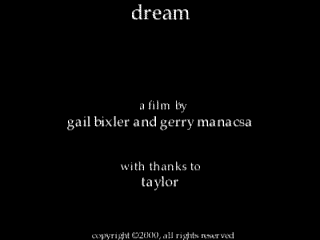 dream
a film by
gail bixler and gerry manacsa
with thanks to
taylor
copyright ©2000, all rights reserved